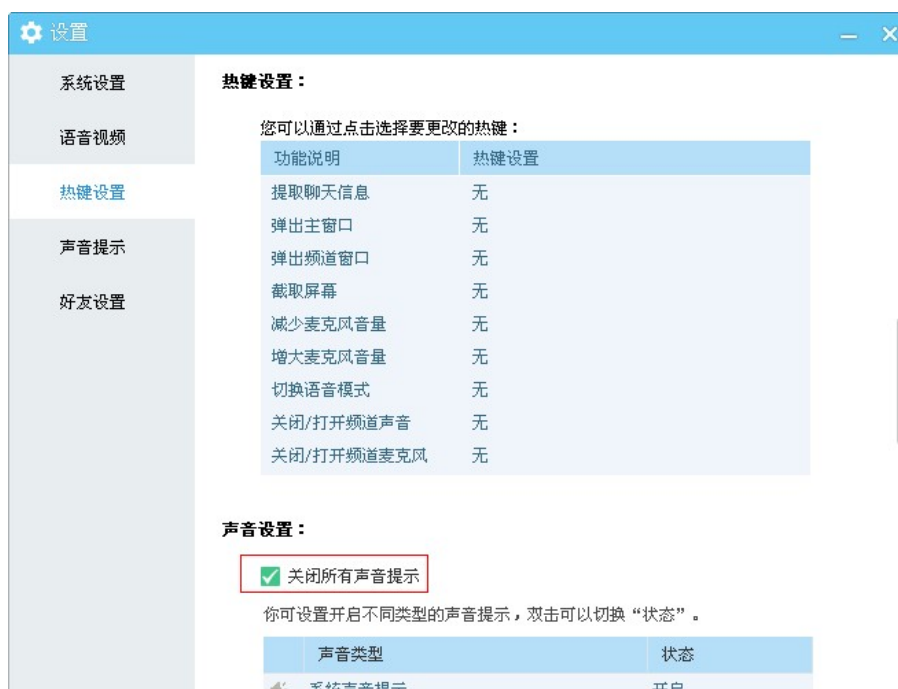 设置
系统设置
语音视频
热键设置
声音提示
好友设置
热键设置：
您可以通过点击选择要更改的热键：
功能说明 热键设置
提取聊天信息 无
弹出主窗口 无
弹出频道窗口 无
截取屏幕 无
减少麦克风音量 无
增大麦克风音量 无
切换语音模式 无
关闭/打开频道声音 无
关闭/打开频道麦克风 无
声音设置：
关闭所有声音提示
你可设置开启不同类型的声音提示，双击可以切换“状态”。
声音类型 状态
系统声音提示 开启